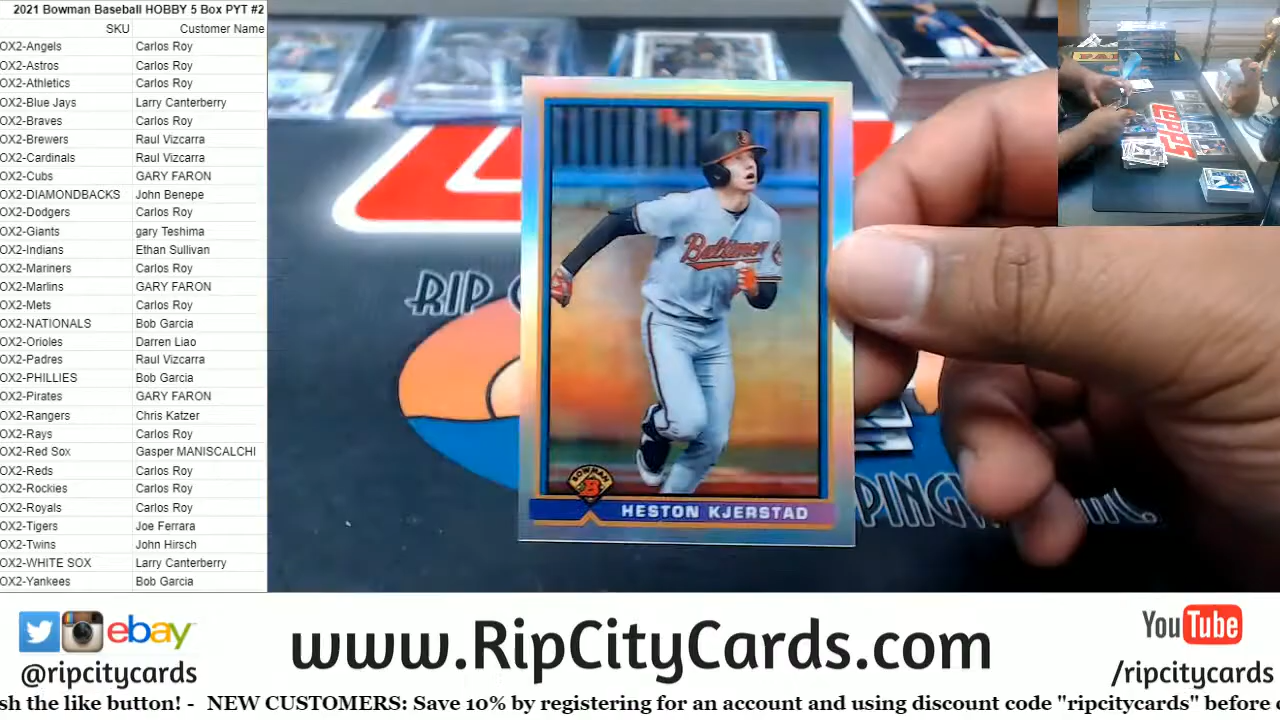 2021 Bowman Baseball HOBBY 5 Box PYT #2
SKU Customer Name
OX2-Angels Carlos Roy
OX2-Astros Carlos Roy
OX2-Athletics Carlos Roy
OX2-Blue Jays Larry Canterberry
OX2-Braves Carlos Roy
OX2-Brewers Raul Vizcarra
OX2-Cardinals Raul Vizcarra
OX2-Cubs GARY FARON
OX2-DIAMONDBACKS John Benepe
OX2-Dodgers Carlos Roy
OX2-Giants gary Teshima
OX2-Indians Ethan Sullivan
OX2-Mariners Carlos Roy
OX2-Marlins GARY FARON
OX2-Mets Carlos Roy
OX2-NATIONALS Bob Garcia
OX2-Orioles Darren Liao
OX2-Padres Raul Vizcarra
OX2-PHILLIES Bob Garcia
OX2-Pirates GARY FARON
OX2-Rangers Chris Katzer
OX2-Rays Carlos Roy
OX2-Red Sox Gasper MANISCALCHI
OX2-Reds Carlos Roy
OX2-Rockies Carlos Roy
OX2-Royals Carlos Roy
OX2-Tigers Joe Ferrara
OX2-Twins John Hirsch
OX2-WHITE SOX Larry Canterberry
OX2-Yankees Bob Garcia
RIP
Baltimore
BOWMAN
B
HESTON KJERSTAD
ebay
@ripcitycards
www.RipCityCards.com
YouTube
/ripcitycards
sh the like button! - NEW CUSTOMERS: Save 10% by registering for an account and using discount code "ripcitycards" before